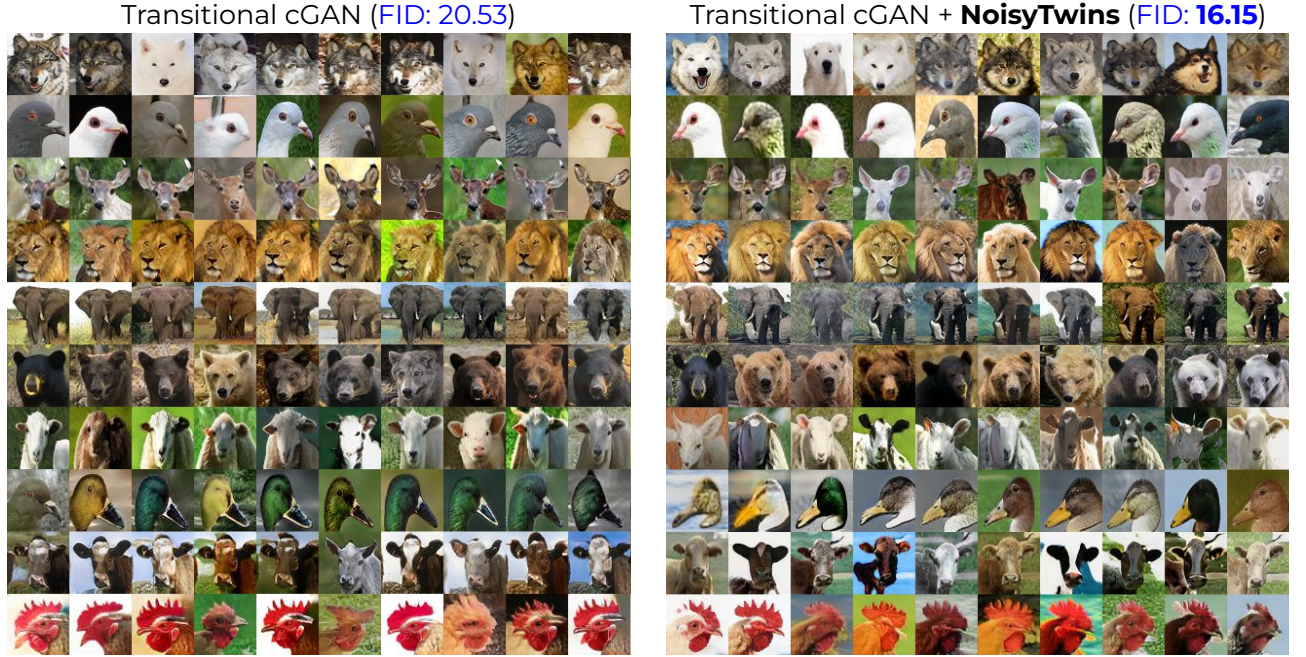 Transitional cGAN (FID: 20.53)
Transitional cGAN + NoisyTwins (FID: 16.15)